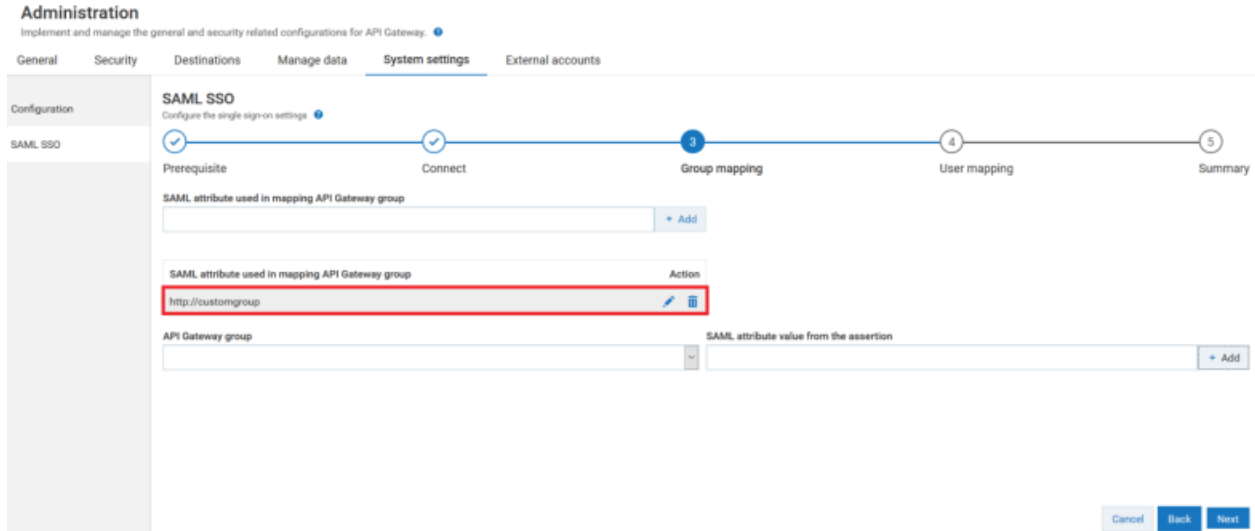 Administration
Implement and manage the general and security related configurations for API Gateway. ?
General Security Destinations Manage data System settings External accounts
Configuration
SAML SSO
SAML SSO
Configure the single sign-on settings ?
3 4 5
Prerequisite Connect Group mapping User mapping Summary
SAML attribute used in mapping API Gateway group
+ Add
SAML attribute used in mapping API Gateway group Action
http://customgroup
API Gateway group SAML attribute value from the assertion
+ Add
Cancel Back Next